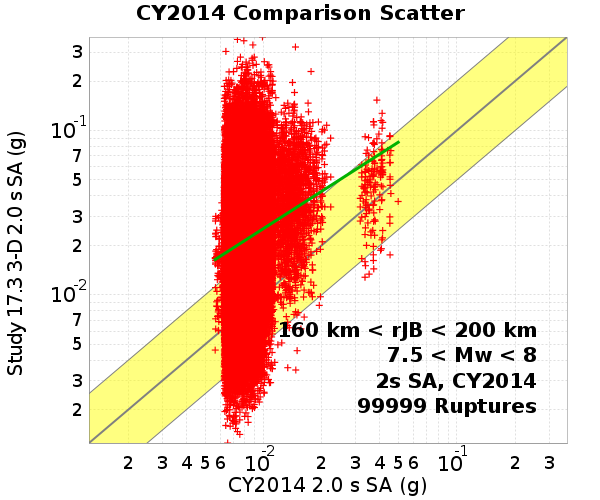 CY2014 Comparison Scatter
Study 17.3 3-D 2.0 s SA (g)
3
2
10^-1
7
5
3
2
10^-2
7
5
3
2
160 km < rJB < 200 km
7.5 < Mw < 8
2s SA, CY2014
99999 Ruptures
2 3 4 5 6 10^-2 2 3 4 5 6 10^-1 2 3
CY2014 2.0 s SA (g)